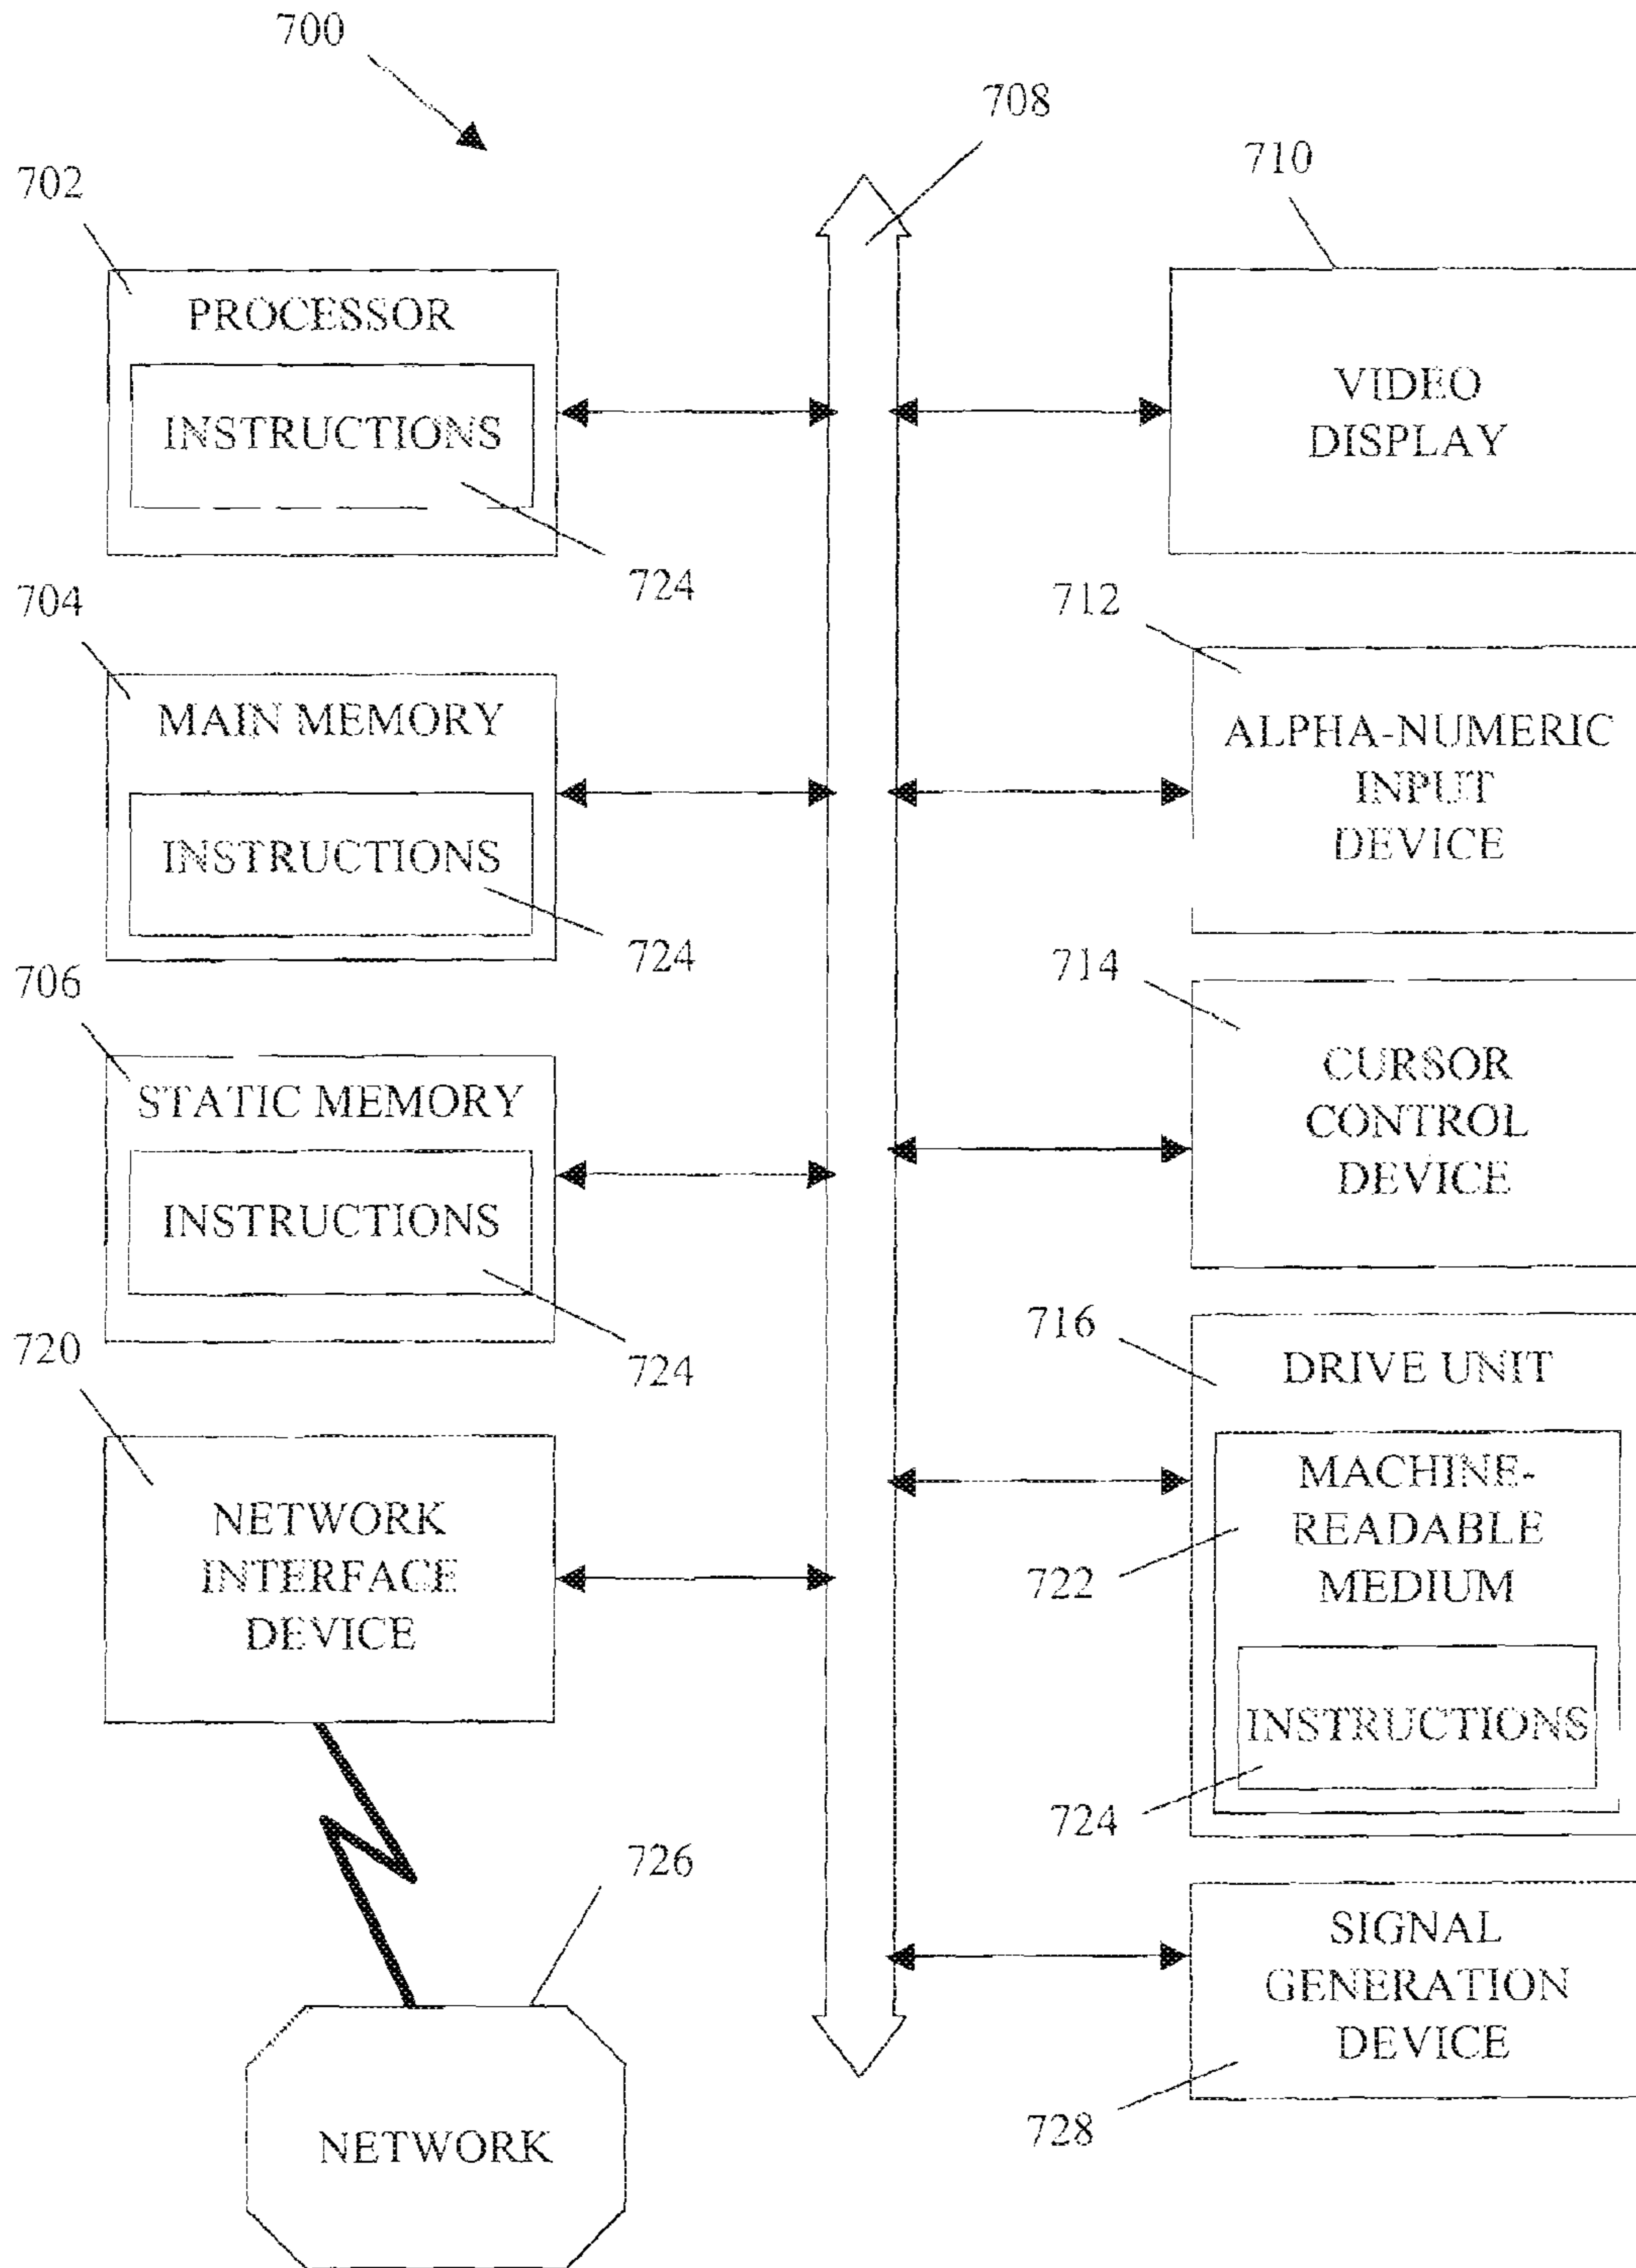 700
708
702
710
PROCESSOR
INSTRUCTIONS
724
VIDEO
DISPLAY
704
MAIN MEMORY
INSTRUCTIONS
724
712
ALPHA-NUMERIC
INPUT
DEVICE
706
STATIC MEMORY
INSTRUCTIONS
724
714
CURSOR
CONTROL
DEVICE
720
NETWORK
INTERFACE
DEVICE
716
DRIVE UNIT
MACHINE-
READABLE
MEDIUM
722
INSTRUCTIONS
724
726
NETWORK
SIGNAL
GENERATION
DEVICE
728